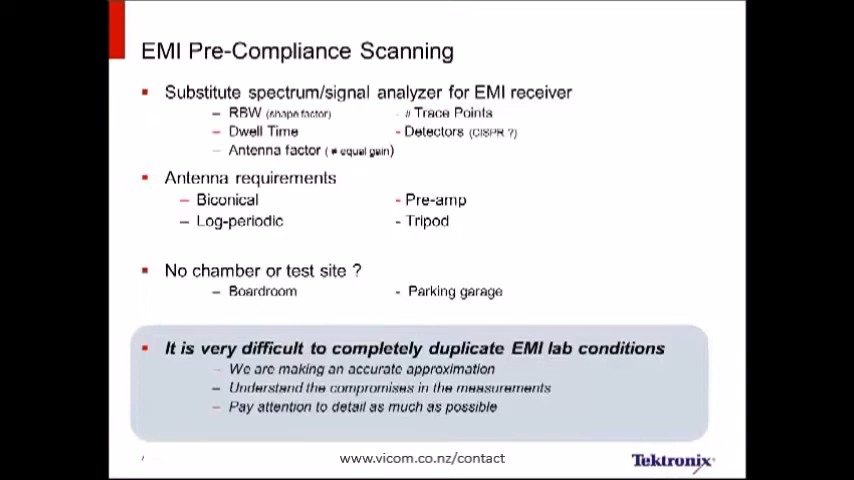 EMI Pre-Compliance Scanning
▪ Substitute spectrum/signal analyzer for EMI receiver
– RBW (shape factor) - # Trace Points
– Dwell Time - Detectors (CISPR ?)
– Antenna factor ( ≠ equal gain)
▪ Antenna requirements
– Biconical - Pre-amp
– Log-periodic - Tripod
▪ No chamber or test site ?
– Boardroom - Parking garage
▪ It is very difficult to completely duplicate EMI lab conditions
– We are making an accurate approximation
– Understand the compromises in the measurements
– Pay attention to detail as much as possible
www.vicom.co.nz/contact Tektronix